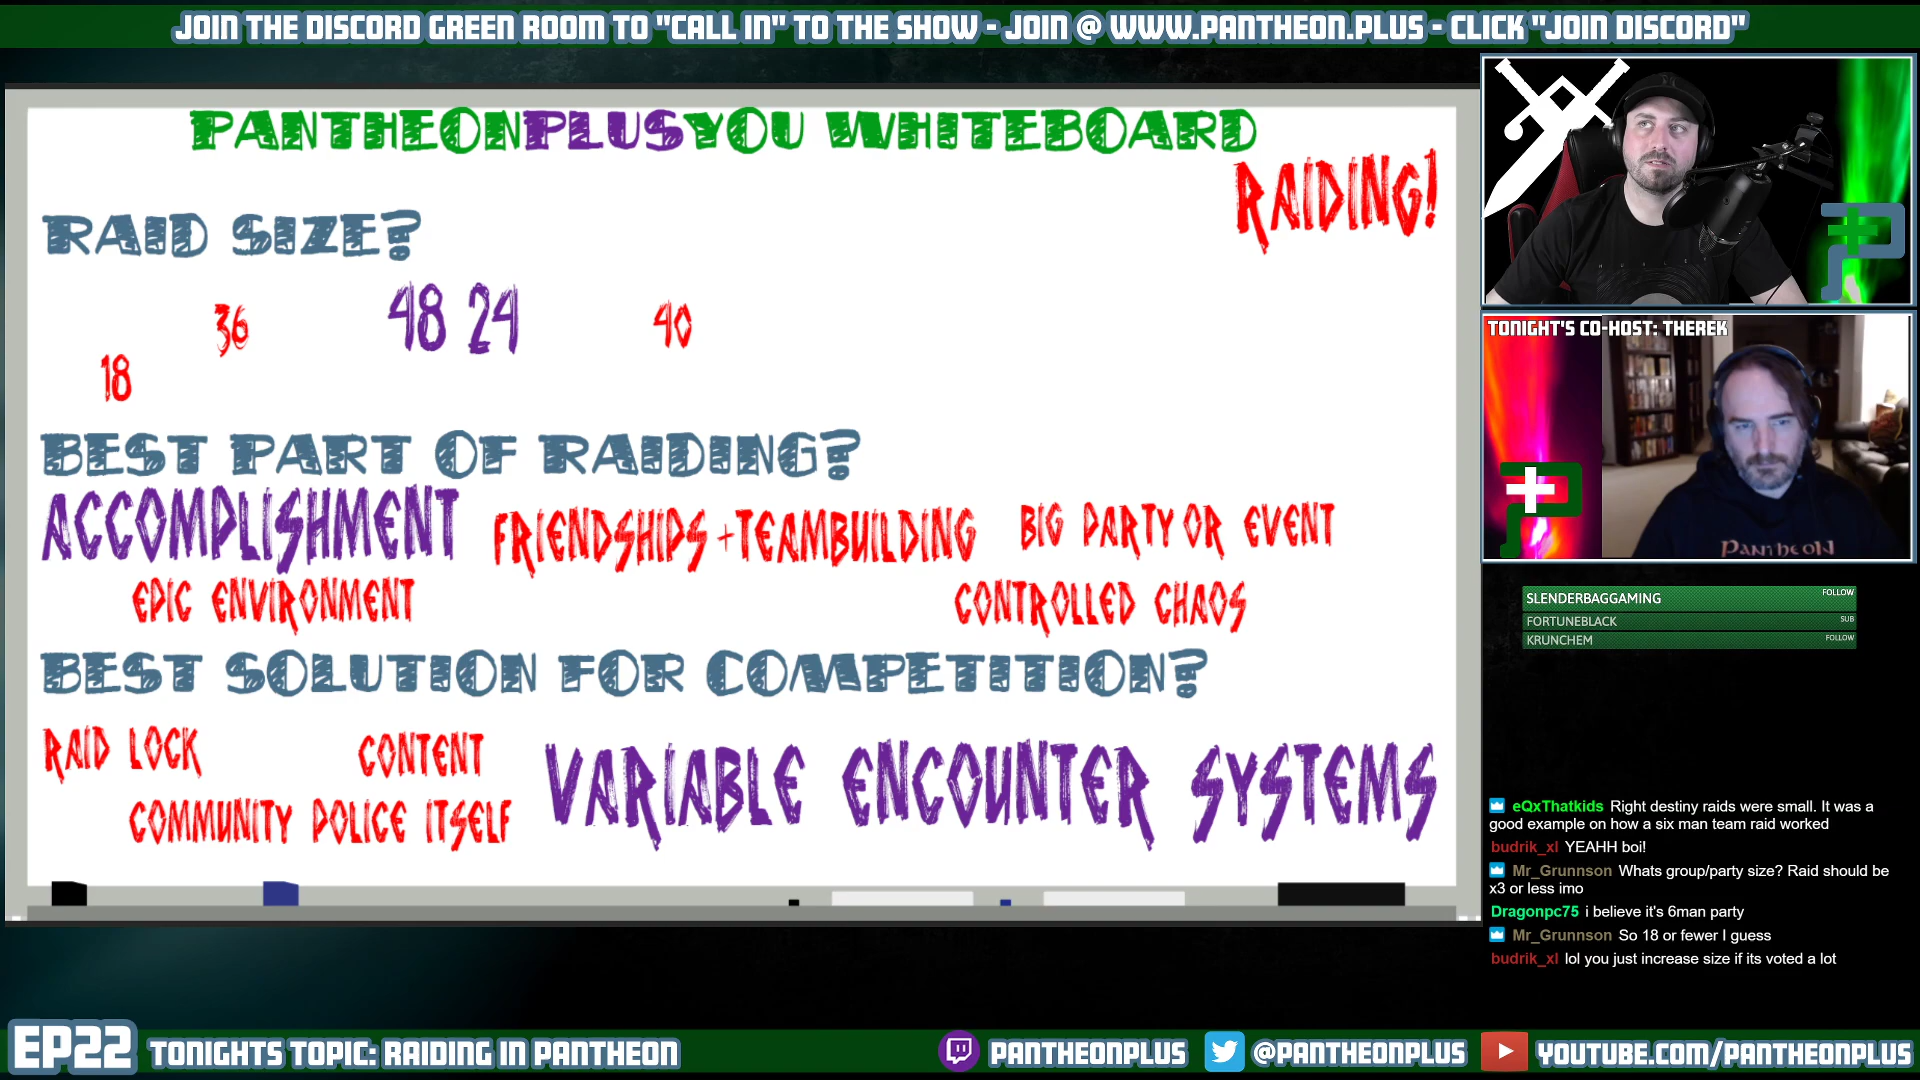 JOIN THE DISCORD GREEN ROOM TO "CALL IN" TO THE SHOW - JOIN @ WWW.PANTHEON.PLUS - CLICK "JOIN DISCORD"
PANTHEONPLUSYOU WHITEBOARD
RAIDING!
RAID SIZE?
36
48 24
40
18
BEST PART OF RAIDING?
ACCOMPLISHMENT
FRIENDSHIPS +TEAMBUILDING
BIG PARTY OR EVENT
EPIC ENVIRONMENT
CONTROLLED CHAOS
BEST SOLUTION FOR COMPETITION?
RAID LOCK
CONTENT
VARIABLE ENCOUNTER SYSTEMS
COMMUNITY POLICE ITSELF
TONIGHT'S CO-HOST: THEREK
PANTHEON
SLENDERBAGGAMING FOLLOW
FORTUNEBLACK SUB
KRUNCHEM FOLLOW
eQxThatkids Right destiny raids were small. It was a
good example on how a six man team raid worked
budrik_xl YEAHH boi!
Mr_Grunnson Whats group/party size? Raid should be
x3 or less imo
Dragonpc75 i believe it's 6man party
Mr_Grunnson So 18 or fewer I guess
budrik_xl lol you just increase size if its voted a lot
EP22 TONIGHTS TOPIC: RAIDING IN PANTHEON
PANTHEONPLUS
@PANTHEONPLUS
YOUTUBE.COM/PANTHEONPLUS